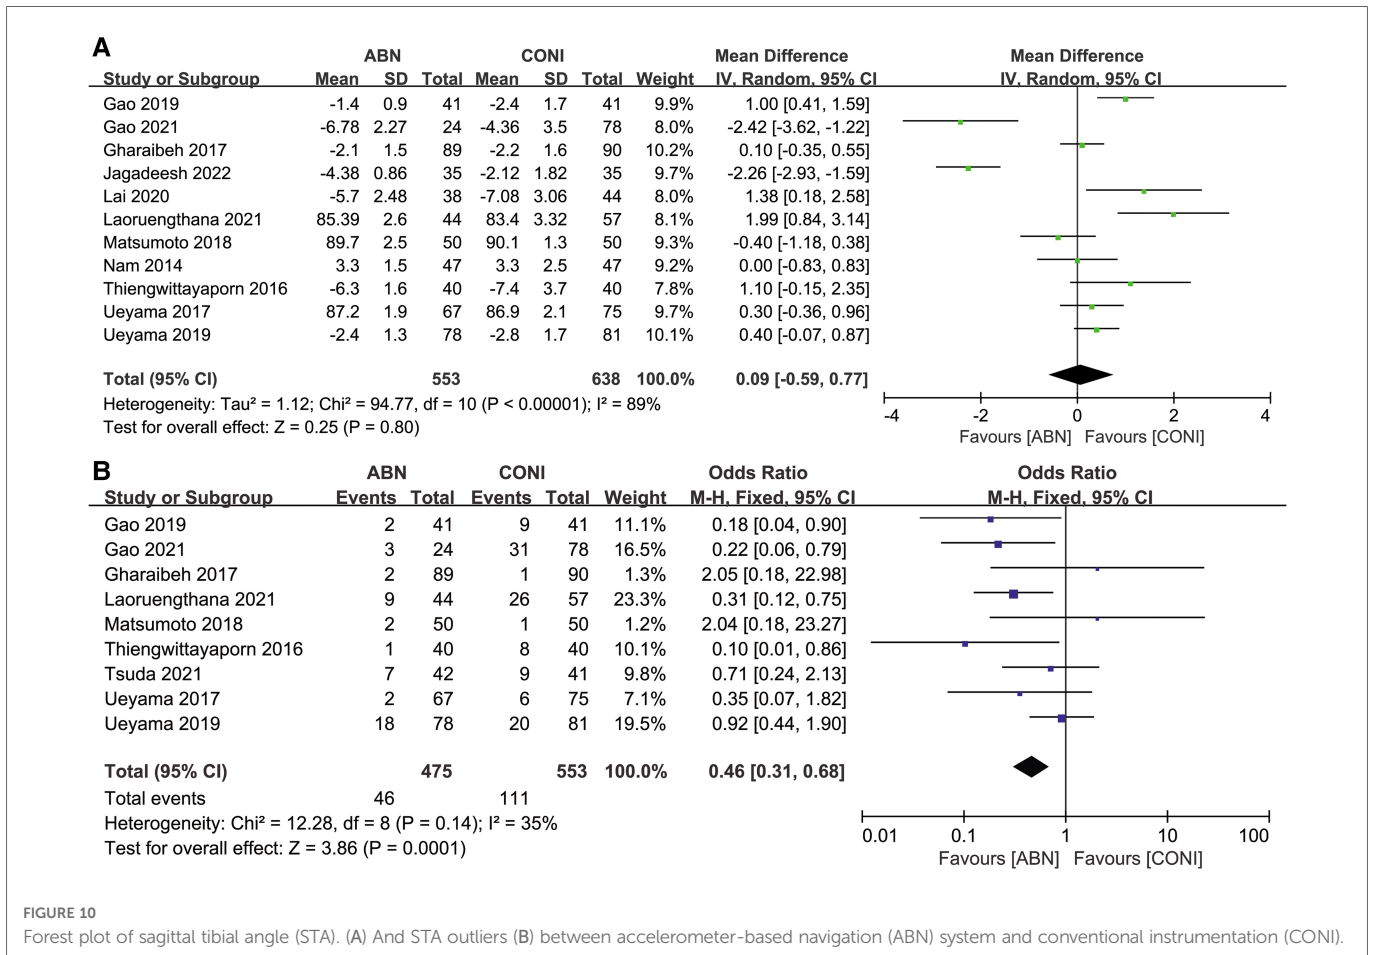 A
ABN CONI Mean Difference Mean Difference
Study or Subgroup Mean SD Total Mean SD Total Weight IV, Random, 95% CI IV, Random, 95% CI
Gao 2019 -1.4 0.9 41 -2.4 1.7 41 9.9% 1.00 [0.41, 1.59]
Gao 2021 -6.78 2.27 24 -4.36 3.5 78 8.0% -2.42 [-3.62, -1.22]
Gharaibeh 2017 -2.1 1.5 89 -2.2 1.6 90 10.2% 0.10 [-0.35, 0.55]
Jagadeesh 2022 -4.38 0.86 35 -2.12 1.82 35 9.7% -2.26 [-2.93, -1.59]
Lai 2020 -5.7 2.48 38 -7.08 3.06 44 8.0% 1.38 [0.18, 2.58]
Laoruengthana 2021 85.39 2.6 44 83.4 3.32 57 8.1% 1.99 [0.84, 3.14]
Matsumoto 2018 89.7 2.5 50 90.1 1.3 50 9.3% -0.40 [-1.18, 0.38]
Nam 2014 3.3 1.5 47 3.3 2.5 47 9.2% 0.00 [-0.83, 0.83]
Thiengwittayaporn 2016 -6.3 1.6 40 -7.4 3.7 40 7.8% 1.10 [-0.15, 2.35]
Ueyama 2017 87.2 1.9 67 86.9 2.1 75 9.7% 0.30 [-0.36, 0.96]
Ueyama 2019 -2.4 1.3 78 -2.8 1.7 81 10.1% 0.40 [-0.07, 0.87]
Total (95% CI) 553 638 100.0% 0.09 [-0.59, 0.77]
Heterogeneity: Tau² = 1.12; Chi² = 94.77, df = 10 (P < 0.00001); I² = 89%
Test for overall effect: Z = 0.25 (P = 0.80)
-4 -2 0 2 4
Favours [ABN] Favours [CONI]
B
ABN CONI Odds Ratio Odds Ratio
Study or Subgroup Events Total Events Total Weight M-H, Fixed, 95% CI M-H, Fixed, 95% CI
Gao 2019 2 41 9 41 11.1% 0.18 [0.04, 0.90]
Gao 2021 3 24 31 78 16.5% 0.22 [0.06, 0.79]
Gharaibeh 2017 2 89 1 90 1.3% 2.05 [0.18, 22.98]
Laoruengthana 2021 9 44 26 57 23.3% 0.31 [0.12, 0.75]
Matsumoto 2018 2 50 1 50 1.2% 2.04 [0.18, 23.27]
Thiengwittayaporn 2016 1 40 8 40 10.1% 0.10 [0.01, 0.86]
Tsuda 2021 7 42 9 41 9.8% 0.71 [0.24, 2.13]
Ueyama 2017 2 67 6 75 7.1% 0.35 [0.07, 1.82]
Ueyama 2019 18 78 20 81 19.5% 0.92 [0.44, 1.90]
Total (95% CI) 475 553 100.0% 0.46 [0.31, 0.68]
Total events 46 111
Heterogeneity: Chi² = 12.28, df = 8 (P = 0.14); I² = 35%
Test for overall effect: Z = 3.86 (P = 0.0001)
0.01 0.1 1 10 100
Favours [ABN] Favours [CONI]
FIGURE 10
Forest plot of sagittal tibial angle (STA). (A) And STA outliers (B) between accelerometer-based navigation (ABN) system and conventional instrumentation (CONI).